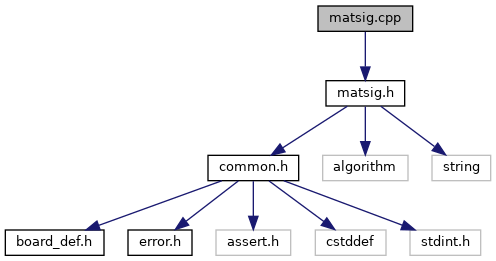 matsig.cpp
matsig.h
common.h
algorithm
string
board_def.h
error.h
assert.h
cstddef
stdint.h